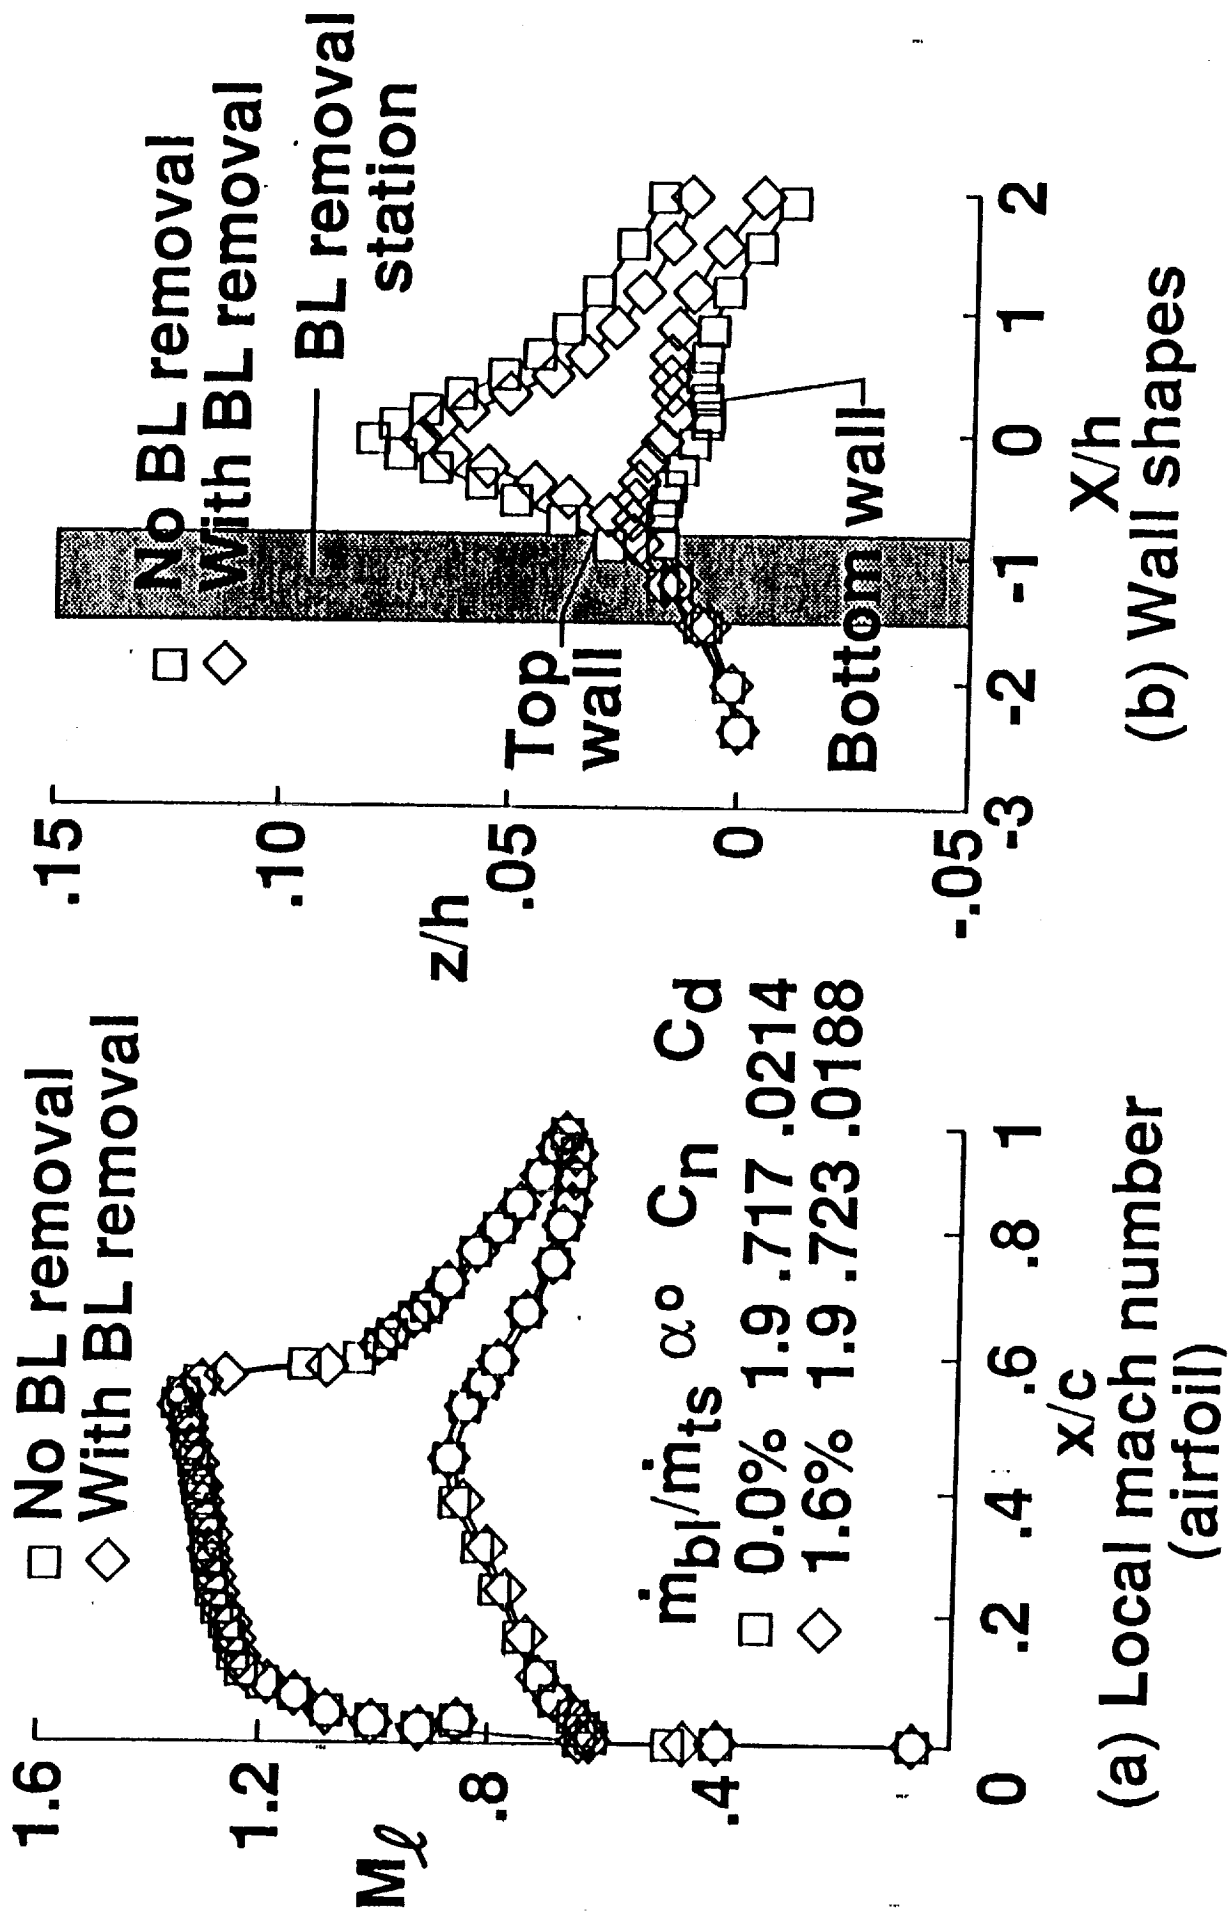 □ No BL removal
◇ With BL removal
1.6
1.2
.8
.4
Mℓ
0
.2
.4
.6
.8
1
x/c
ṁbl/ṁts α° Cn Cd
□ 0.0% 1.9 .717 .0214
◇ 1.6% 1.9 .723 .0188
(a) Local mach number
(airfoil)
□ No BL removal
◇ With BL removal
BL removal
station
.15
.10
.05
0
-.05
z/h
Top
wall
Bottom wall
-3
-2
-1
0
1
2
X/h
(b) Wall shapes